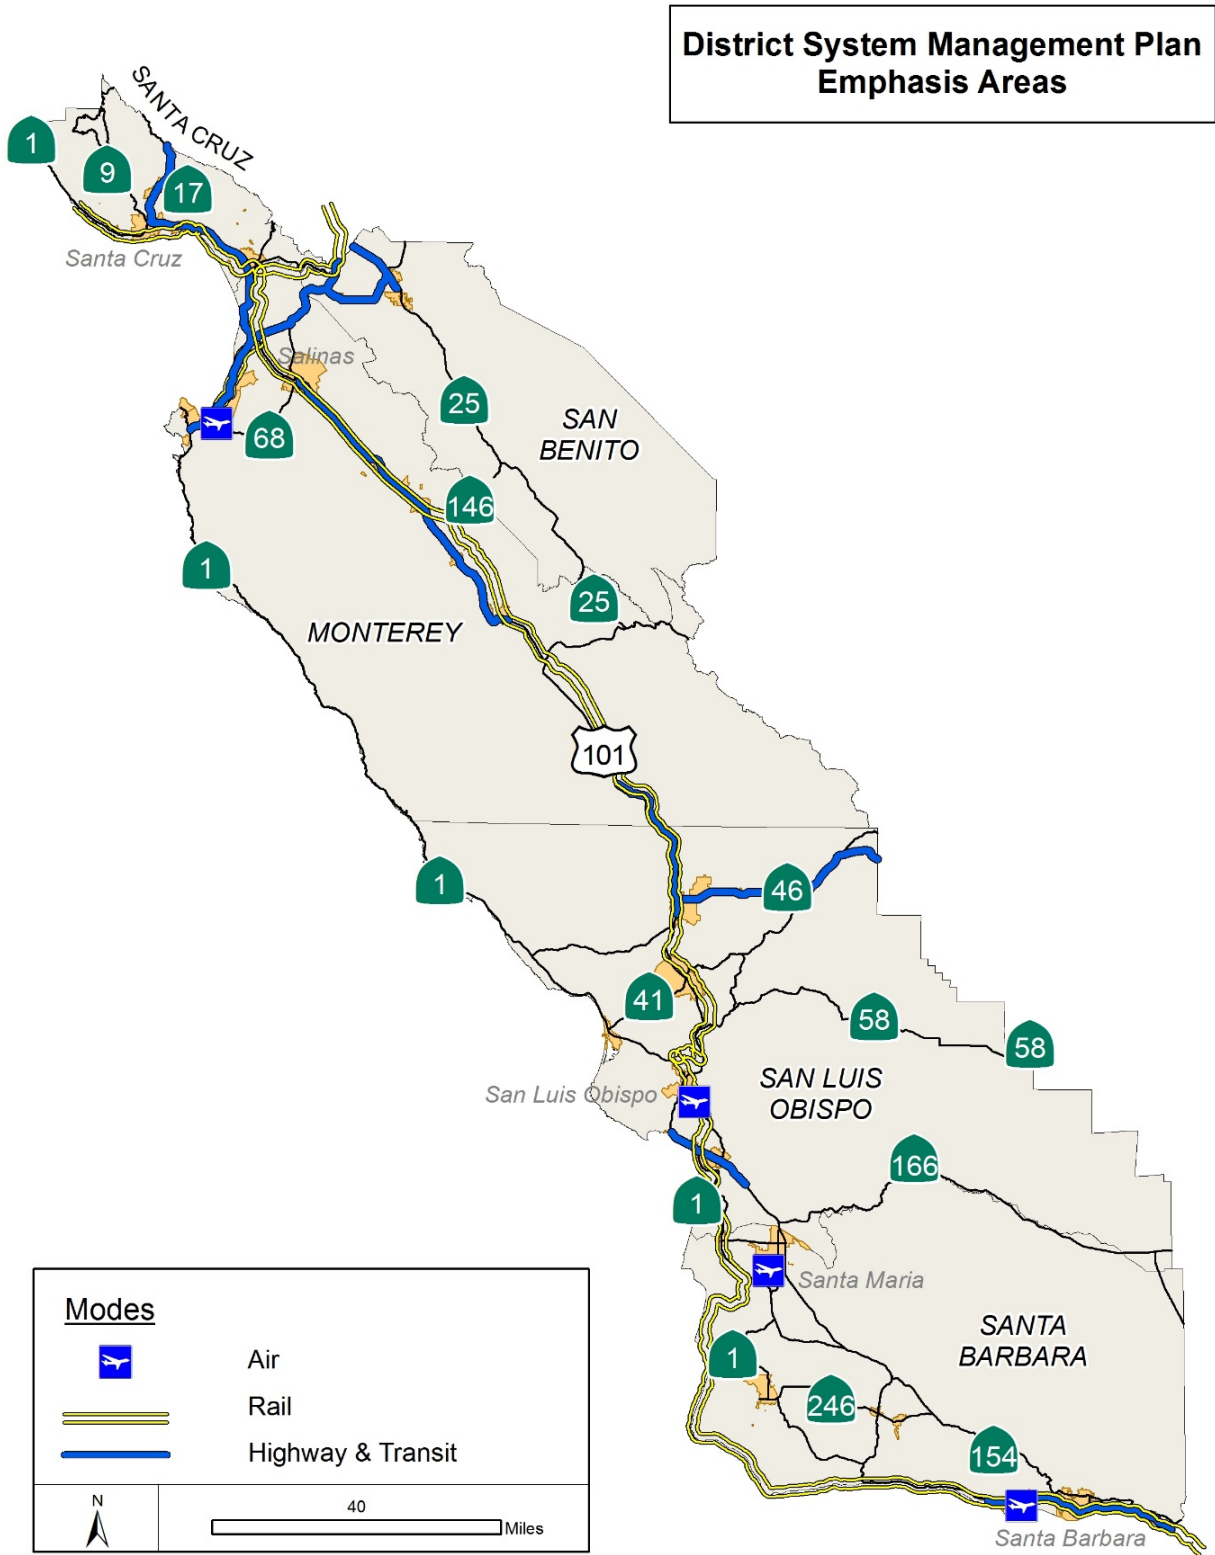 District System Management Plan
Emphasis Areas
SANTA CRUZ
1
9
17
Santa Cruz
Salinas
25
SAN
BENITO
68
146
1
25
MONTEREY
101
1
46
41
58
58
San Luis Obispo
SAN LUIS
OBISPO
166
1
Santa Maria
SANTA
BARBARA
1
246
154
Santa Barbara
Modes
Air
Rail
Highway & Transit
N
40
Miles